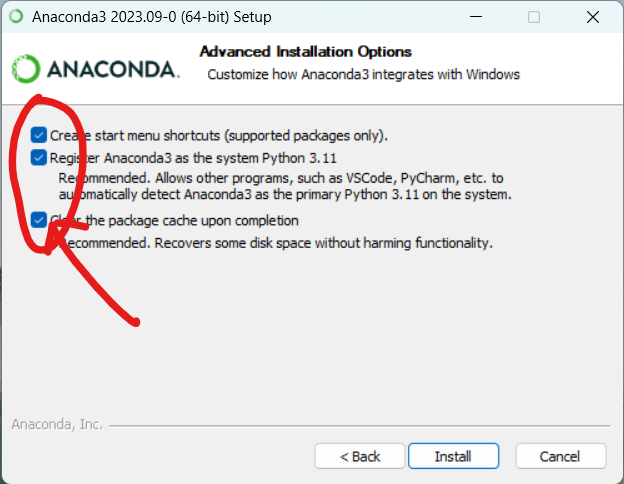 Anaconda3 2023.09-0 (64-bit) Setup
Advanced Installation Options
Customize how Anaconda3 integrates with Windows
ANACONDA.
Create start menu shortcuts (supported packages only).
Register Anaconda3 as the system Python 3.11
Recommended. Allows other programs, such as VSCode, PyCharm, etc. to
automatically detect Anaconda3 as the primary Python 3.11 on the system.
Clear the package cache upon completion
Recommended. Recovers some disk space without harming functionality.
Anaconda, Inc.
< Back Install Cancel